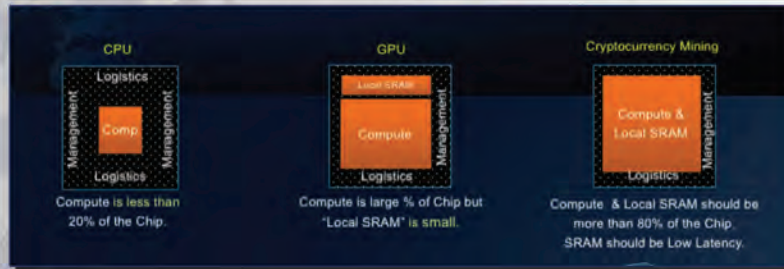 CPU
Logistics
Management
Comp.
Management
Logistics
Compute is less than
20% of the Chip.
GPU
Local SRAM
Compute
Management
Logistics
Compute is large % of Chip but
"Local SRAM" is small.
Cryptocurrency Mining
Compute &
Local SRAM
Management
Logistics
Compute & Local SRAM should be
more than 80% of the Chip.
SRAM should be Low Latency.